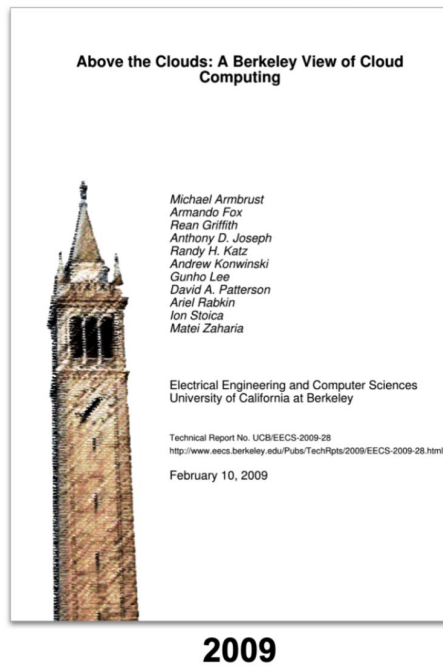 Above the Clouds: A Berkeley View of Cloud
Computing
Michael Armbrust
Armando Fox
Rean Griffith
Anthony D. Joseph
Randy H. Katz
Andrew Konwinski
Gunho Lee
David A. Patterson
Ariel Rabkin
Ion Stoica
Matei Zaharia
Electrical Engineering and Computer Sciences
University of California at Berkeley
Technical Report No. UCB/EECS-2009-28
http://www.eecs.berkeley.edu/Pubs/TechRpts/2009/EECS-2009-28.html
February 10, 2009
2009